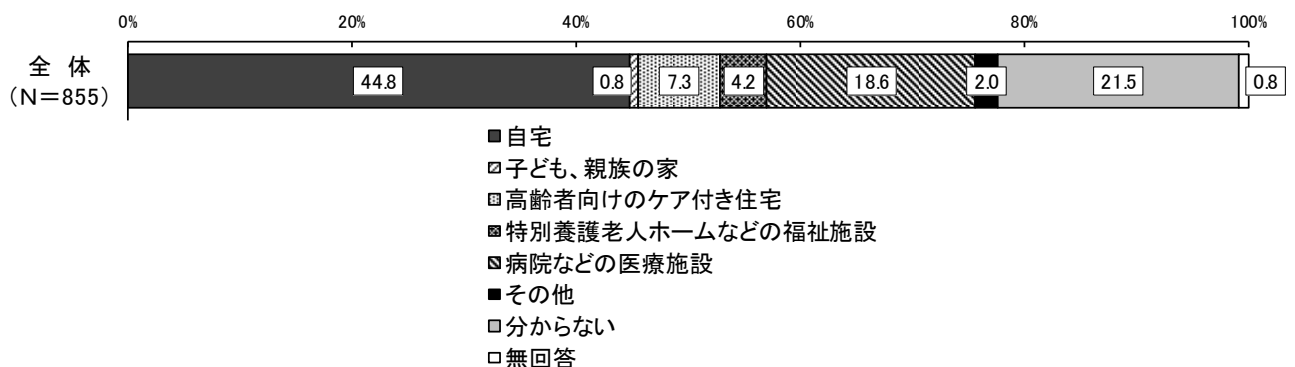 0% 20% 40% 60% 80% 100%
全 体
（N＝855）
44.8 0.8 7.3 4.2 18.6 2.0 21.5 0.8
自宅
子ども、親族の家
高齢者向けのケア付き住宅
特別養護老人ホームなどの福祉施設
病院などの医療施設
その他
分からない
無回答